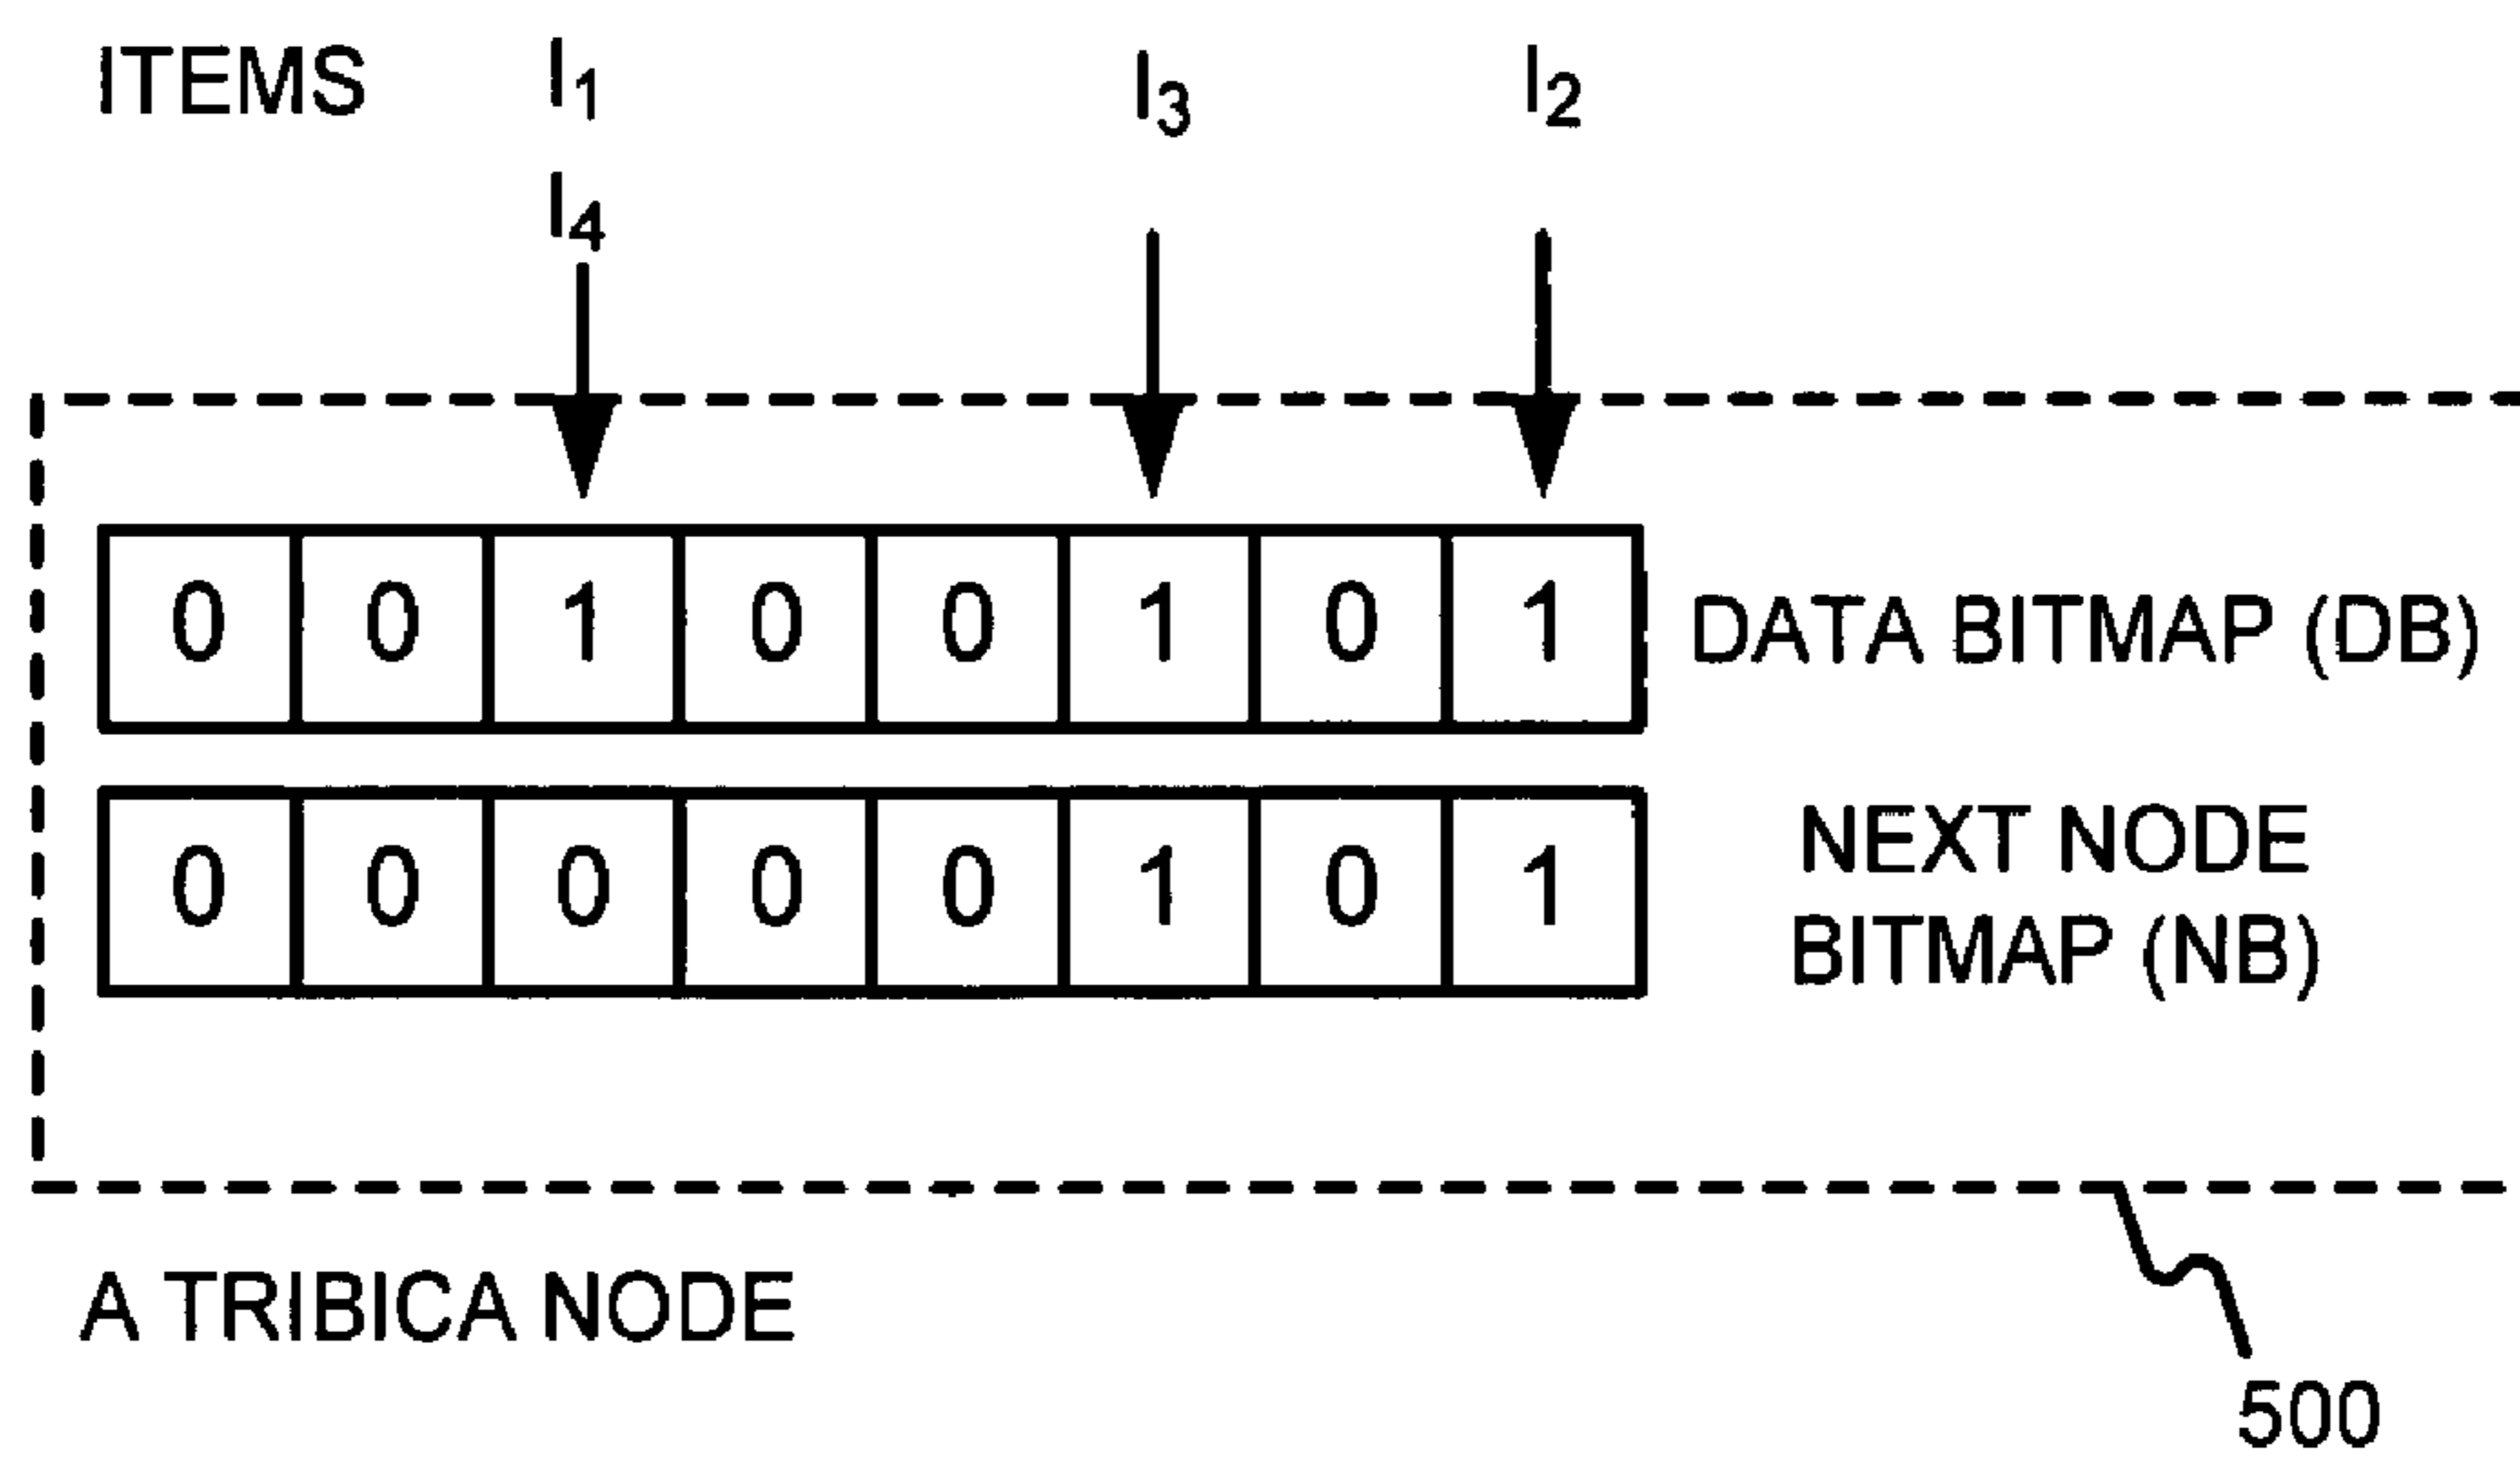 ITEMS I1 I3 I2
I4
0 0 1 0 0 1 0 1 DATA BITMAP (DB)
0 0 0 0 0 1 0 1 NEXT NODE
BITMAP (NB)
A TRIBICA NODE
500